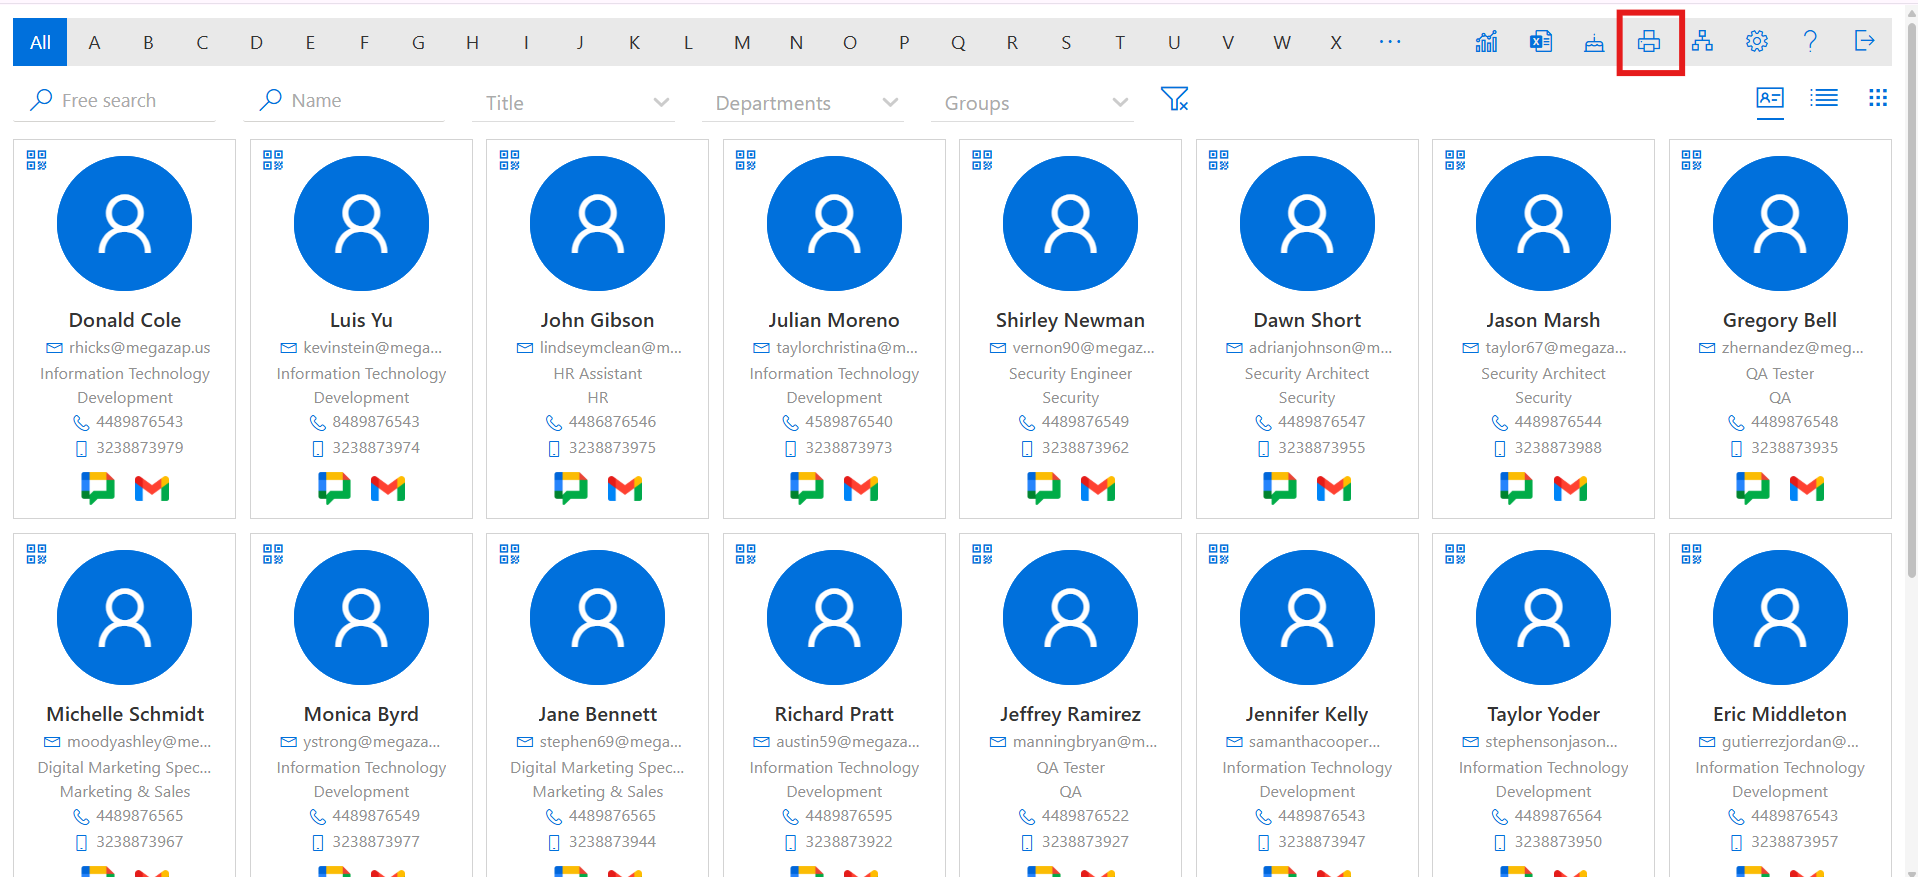 All A B C D E F G H I J K L M N O P Q R S T U V W X ...
Free search Name Title Departments Groups
Donald Cole
rhicks@megazap.us
Information Technology
Development
4489876543
3238873979
Luis Yu
kevinstein@mega...
Information Technology
Development
8489876543
3238873974
John Gibson
lindseymclean@m...
HR Assistant
HR
4486876546
3238873975
Julian Moreno
taylorchristina@m...
Information Technology
Development
4589876540
3238873973
Shirley Newman
vernon90@megaz...
Security Engineer
Security
4489876549
3238873962
Dawn Short
adrianjohnson@m...
Security Architect
Security
4489876547
3238873955
Jason Marsh
taylor67@megaza...
Security Architect
Security
4489876544
3238873988
Gregory Bell
zhernandez@meg...
QA Tester
QA
4489876548
3238873935
Michelle Schmidt
moodyashley@me...
Digital Marketing Spec...
Marketing & Sales
4489876565
3238873967
Monica Byrd
ystrong@megaza...
Information Technology
Development
4489876549
3238873977
Jane Bennett
stephen69@mega...
Digital Marketing Spec...
Marketing & Sales
4489876565
3238873944
Richard Pratt
austin59@megaza...
Information Technology
Development
4489876595
3238873922
Jeffrey Ramirez
manningbryan@m...
QA Tester
QA
4489876522
3238873927
Jennifer Kelly
samanthacooper...
Information Technology
Development
4489876543
3238873947
Taylor Yoder
stephensonjason...
Information Technology
Development
4489876564
3238873950
Eric Middleton
gutierrezjordan@...
Information Technology
Development
4489876543
3238873957